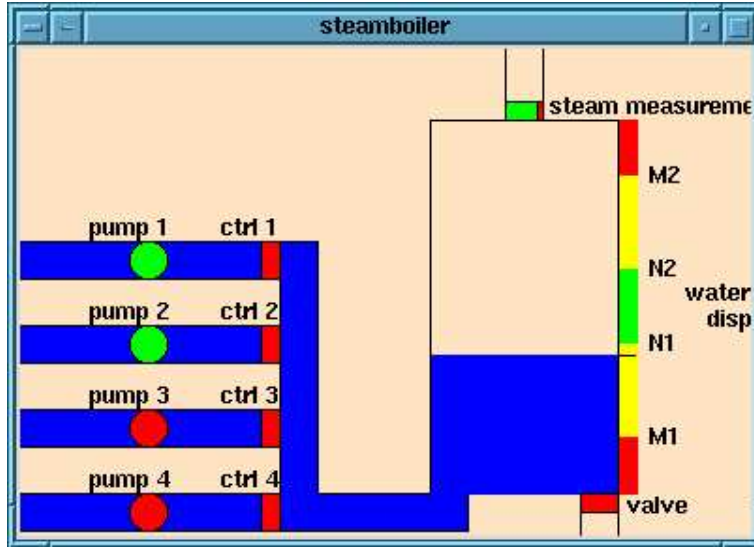 steamboiler
steam measureme
M2
pump 1 ctrl 1
N2
water
disp
pump 2 ctrl 2
N1
pump 3 ctrl 3
M1
pump 4 ctrl 4
valve